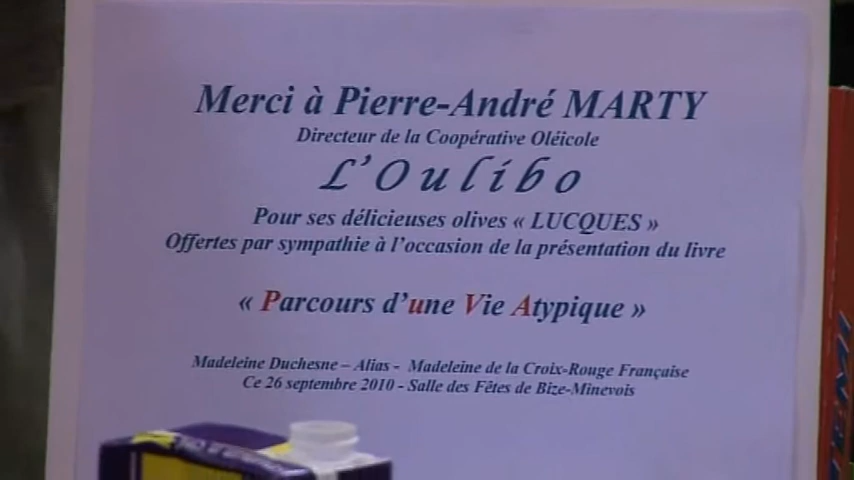 Merci à Pierre-André MARTY
Directeur de la Coopérative Oléicole
L'Oulibo
Pour ses délicieuses olives « LUCQUES »
Offertes par sympathie à l'occasion de la présentation du livre
« Parcours d'une Vie Atypique »
Madeleine Duchesne – Alias - Madeleine de la Croix-Rouge Française
Ce 26 septembre 2010 - Salle des Fêtes de Bize-Minevois